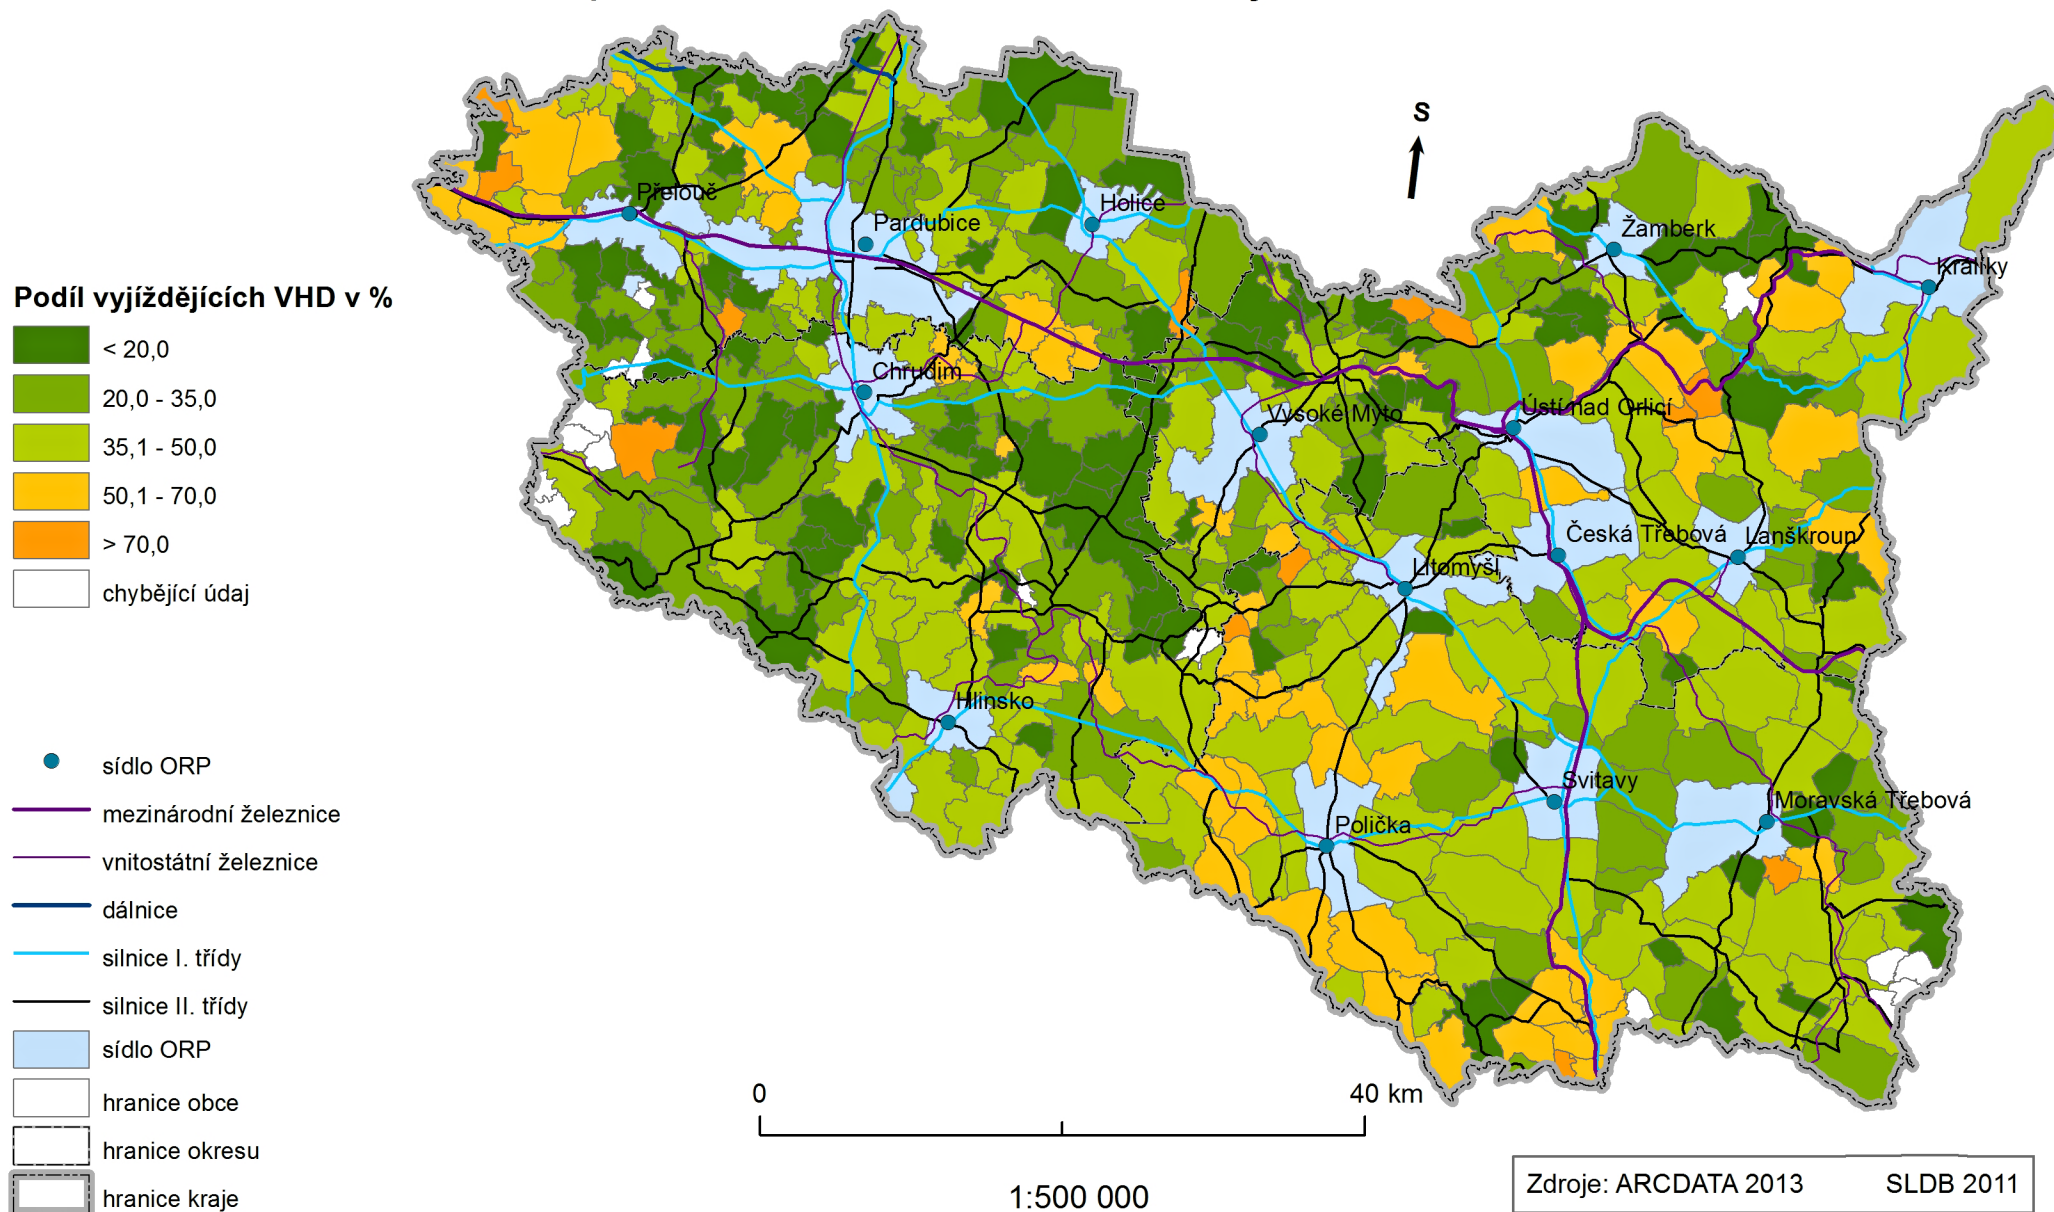 S
Přelouč
Pardubice
Holice
Žamberk
Králíky
Chrudim
Vysoké Mýto
Ústí nad Orlicí
Česká Třebová
Lanškroun
Litomyšl
Hlinsko
Svitavy
Moravská Třebová
Polička
Podíl vyjíždějících VHD v %
< 20,0
20,0 - 35,0
35,1 - 50,0
50,1 - 70,0
> 70,0
chybějící údaj
sídlo ORP
mezinárodní železnice
vnitostátní železnice
dálnice
silnice I. třídy
silnice II. třídy
sídlo ORP
hranice obce
hranice okresu
hranice kraje
0 40 km
1:500 000
Zdroje: ARCDATA 2013 SLDB 2011